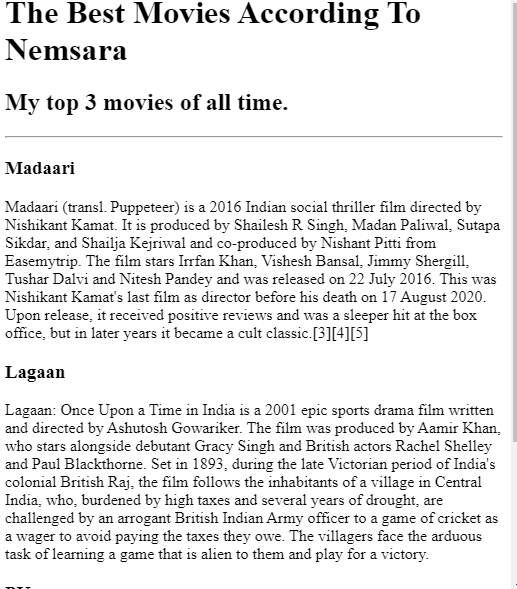 The Best Movies According To
Nemsara
My top 3 movies of all time.
Madaari
Madaari (transl. Puppeteer) is a 2016 Indian social thriller film directed by
Nishikant Kamat. It is produced by Shailesh R Singh, Madan Paliwal, Sutapa
Sikdar, and Shailja Kejriwal and co-produced by Nishant Pitti from
Easemytrip. The film stars Irrfan Khan, Vishesh Bansal, Jimmy Shergill,
Tushar Dalvi and Nitesh Pandey and was released on 22 July 2016. This was
Nishikant Kamat's last film as director before his death on 17 August 2020.
Upon release, it received positive reviews and was a sleeper hit at the box
office, but in later years it became a cult classic.[3][4][5]
Lagaan
Lagaan: Once Upon a Time in India is a 2001 epic sports drama film written
and directed by Ashutosh Gowariker. The film was produced by Aamir Khan,
who stars alongside debutant Gracy Singh and British actors Rachel Shelley
and Paul Blackthorne. Set in 1893, during the late Victorian period of India's
colonial British Raj, the film follows the inhabitants of a village in Central
India, who, burdened by high taxes and several years of drought, are
challenged by an arrogant British Indian Army officer to a game of cricket as
a wager to avoid paying the taxes they owe. The villagers face the arduous
task of learning a game that is alien to them and play for a victory.